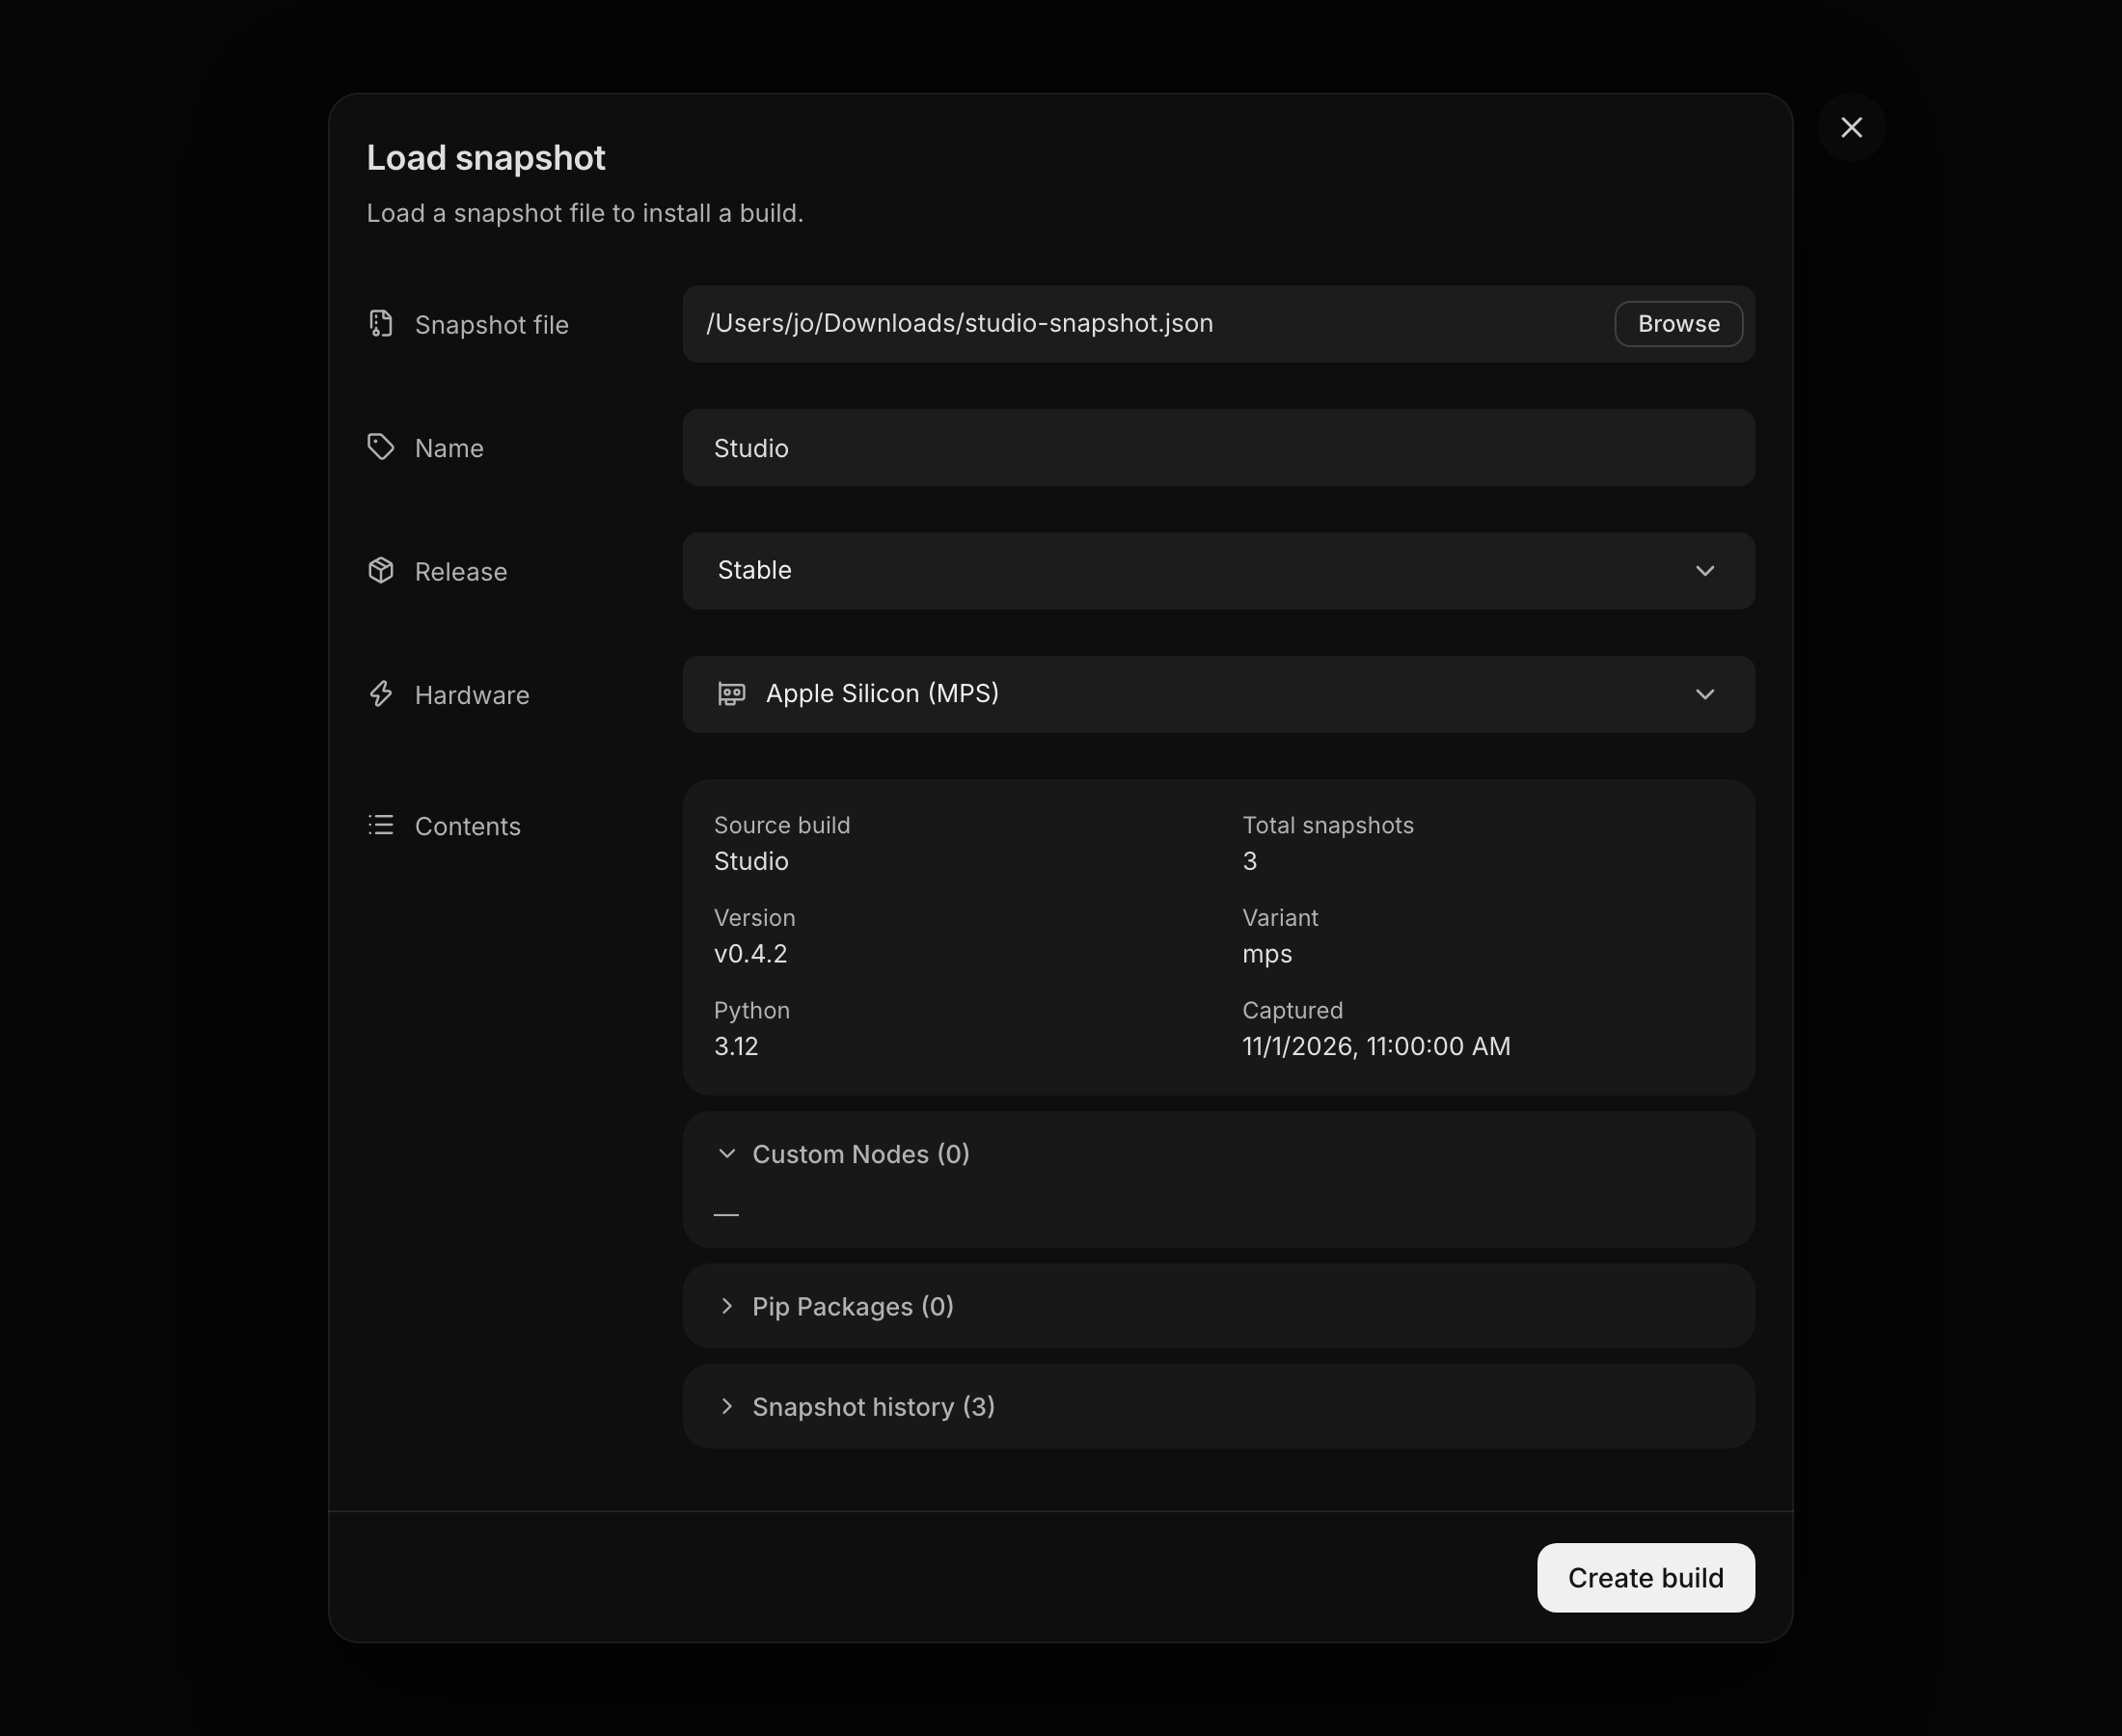 Load snapshot
Load a snapshot file to install a build.
Snapshot file
/Users/jo/Downloads/studio-snapshot.json
Browse
Name
Studio
Release
Stable
Hardware
Apple Silicon (MPS)
Contents
Source build
Studio
Total snapshots
3
Version
v0.4.2
Variant
mps
Python
3.12
Captured
11/1/2026, 11:00:00 AM
Custom Nodes (0)
—
Pip Packages (0)
Snapshot history (3)
Create build